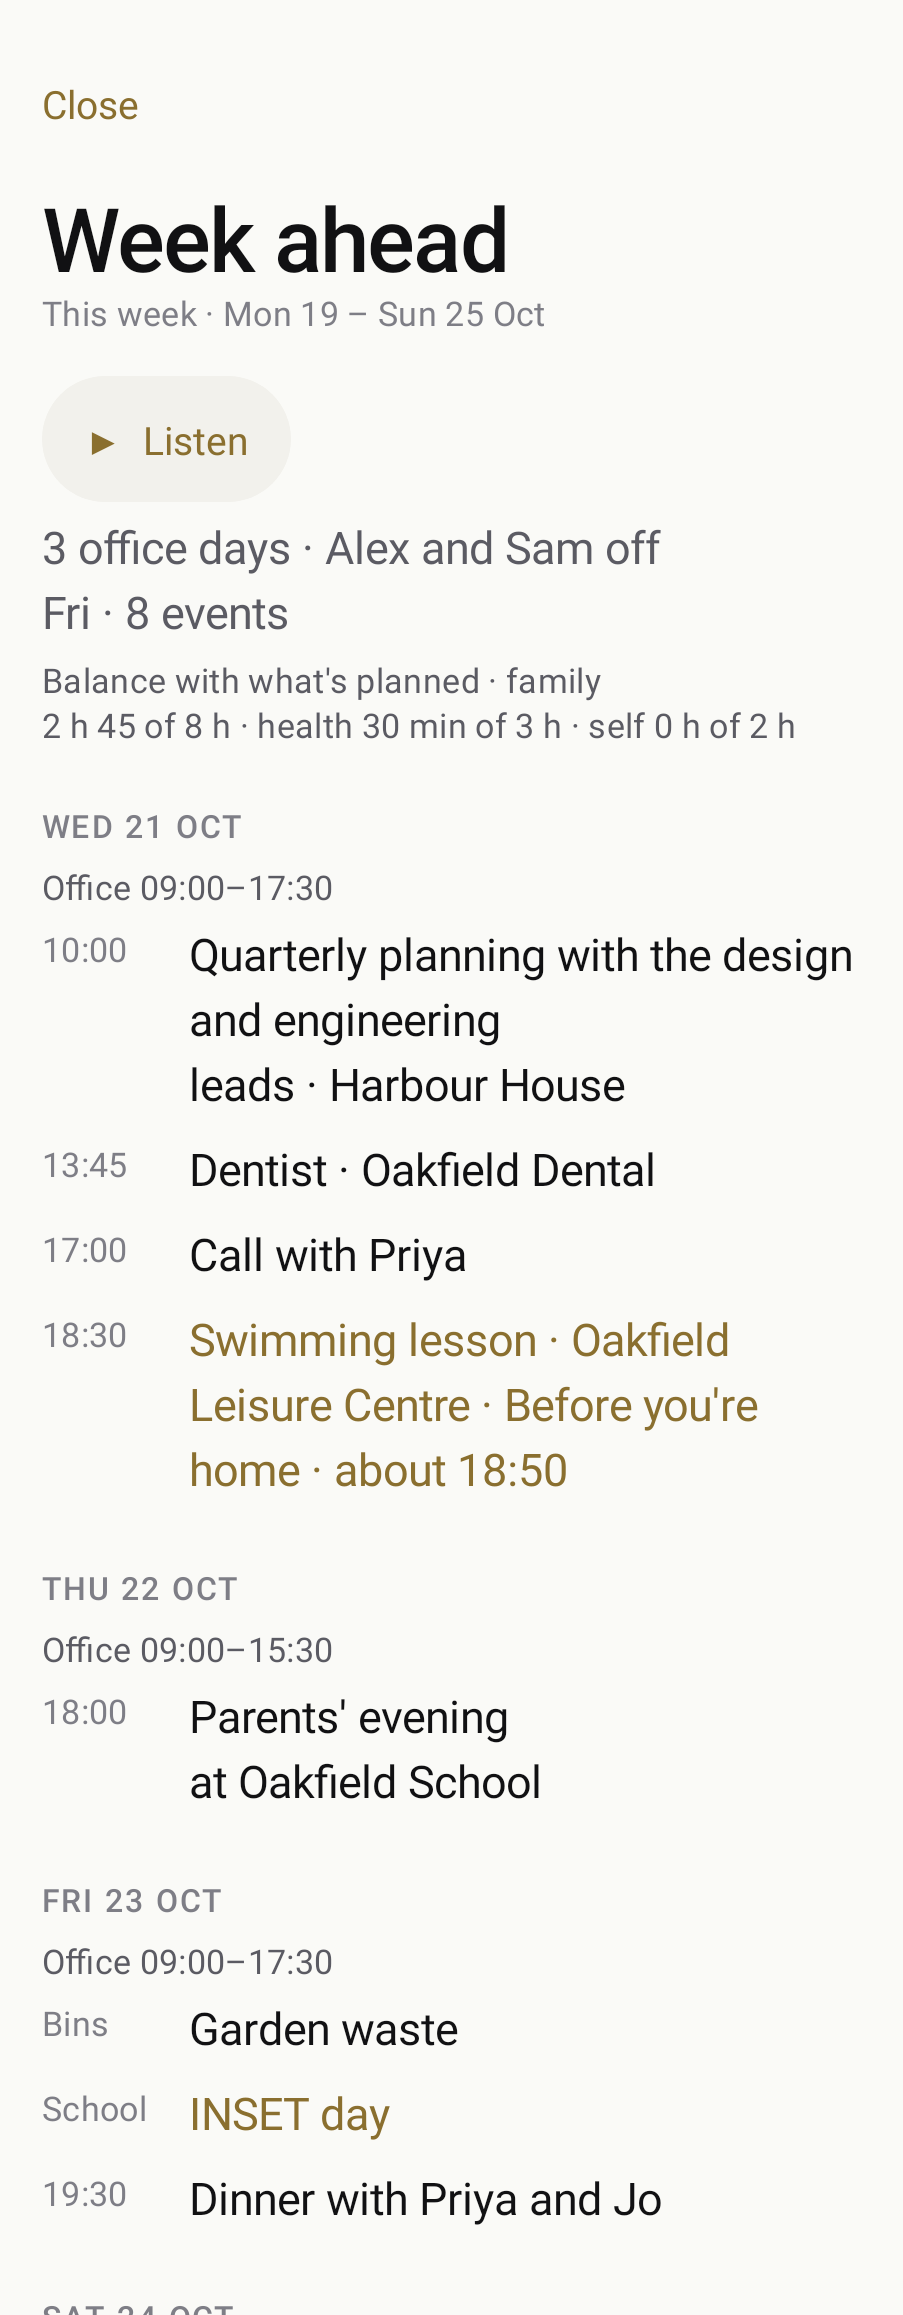 Close
Week ahead
This week · Mon 19 – Sun 25 Oct
► Listen
3 office days · Alex and Sam off
Fri · 8 events
Balance with what's planned · family
2 h 45 of 8 h · health 30 min of 3 h · self 0 h of 2 h
WED 21 OCT
Office 09:00–17:30
10:00 Quarterly planning with the design
and engineering
leads · Harbour House
13:45 Dentist · Oakfield Dental
17:00 Call with Priya
18:30 Swimming lesson · Oakfield
Leisure Centre · Before you're
home · about 18:50
THU 22 OCT
Office 09:00–15:30
18:00 Parents' evening
at Oakfield School
FRI 23 OCT
Office 09:00–17:30
Bins Garden waste
School INSET day
19:30 Dinner with Priya and Jo
SAT 24 OCT